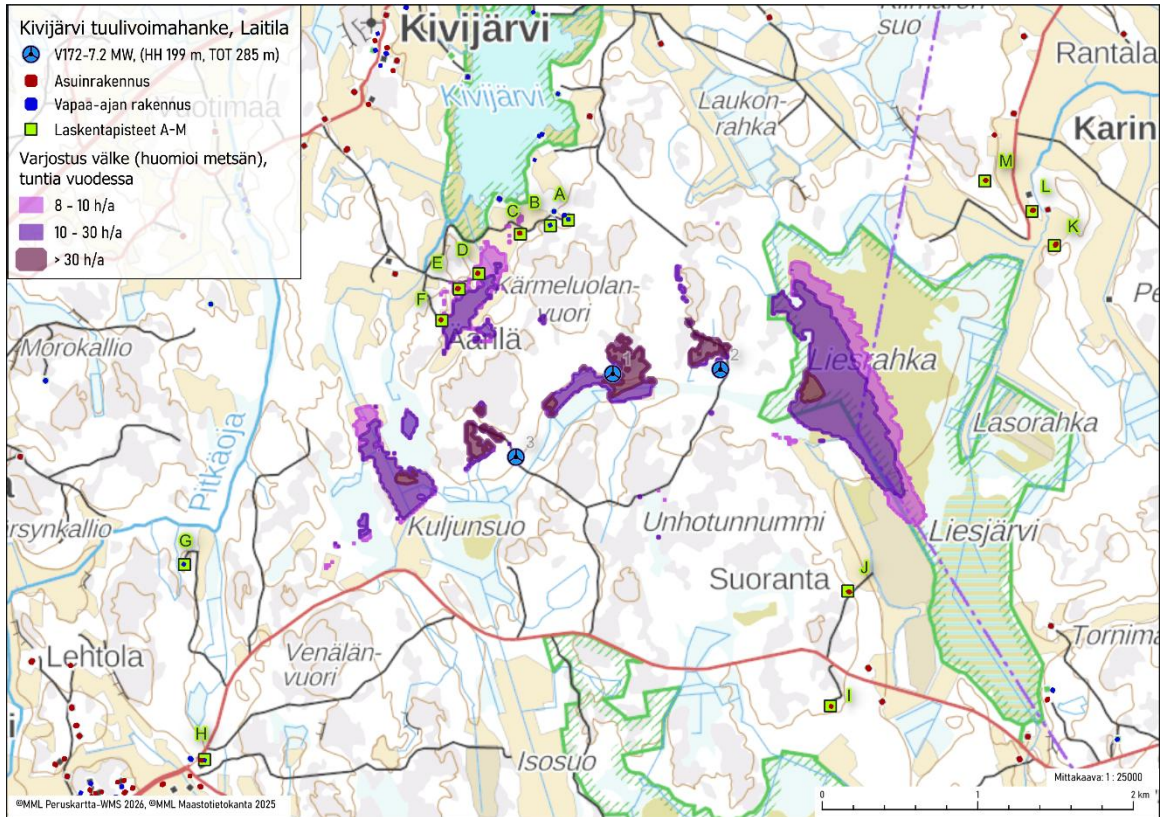 Kivijärvi tuulivoimahanke, Laitila
V172-7.2 MW, (HH 199 m, TOT 285 m)
Asuinrakennus
Vapaa-ajan rakennus
Laskentapisteet A-M
Varjostus välke (huomioi metsän),
tuntia vuodessa
8 - 10 h/a
10 - 30 h/a
> 30 h/a
Vuotimaa
Kivijärvi
Kivijärvi
Laukon-
rahka
suo
Rantala
Karin
M
L
K
A
B
C
D
E
F
Kärmeluolan-
vuori
Äärilä
1
2
3
Liesrahka
Lasorahka
Morokallio
Pitkäoja
Kuljunsuo
Unhotunnummi
Liesjärvi
G
Suoranta
J
Lehtola
Venälän-
vuori
H
I
Isosuo
Mittakaava: 1 : 25000
0 1 2 km
©MML Peruskartta-WMS 2026, ©MML Maastotietokanta 2025